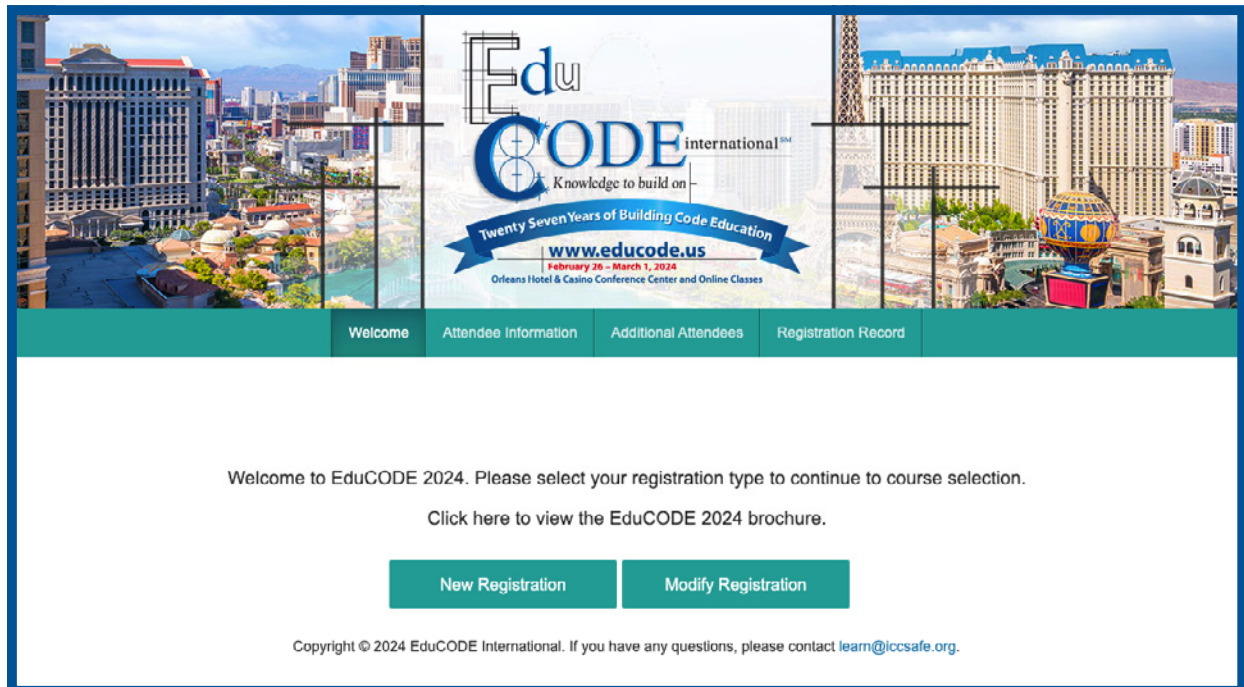 Edu
CODE international℠
Knowledge to build on
Twenty Seven Years of Building Code Education
www.educode.us
February 26 – March 1, 2024
Orleans Hotel & Casino Conference Center and Online Classes
Welcome Attendee Information Additional Attendees Registration Record
Welcome to EduCODE 2024. Please select your registration type to continue to course selection.
Click here to view the EduCODE 2024 brochure.
New Registration Modify Registration
Copyright © 2024 EduCODE International. If you have any questions, please contact learn@iccsafe.org.